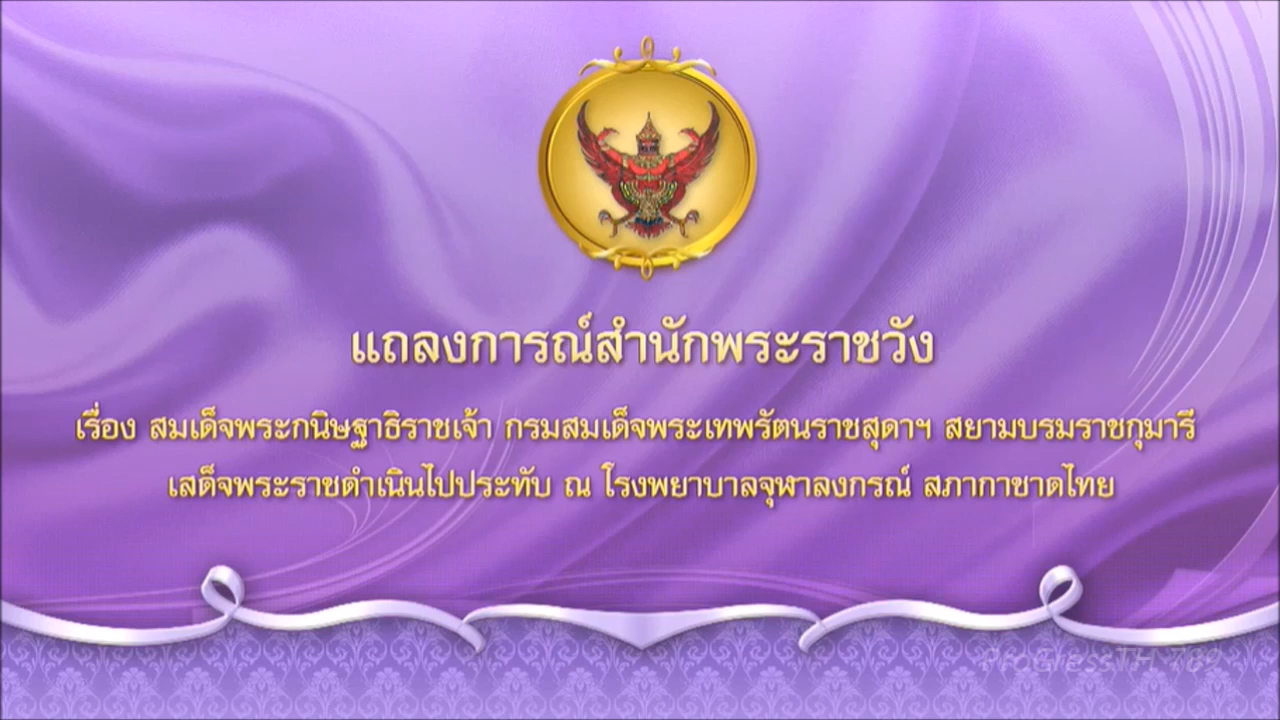 แถลงการณ์สำนักพระราชวัง
เรื่อง สมเด็จพระกนิษฐาธิราชเจ้า กรมสมเด็จพระเทพรัตนราชสุดาฯ สยามบรมราชกุมารี
เสด็จพระราชดำเนินไปประทับ ณ โรงพยาบาลจุฬาลงกรณ์ สภากาชาดไทย
ProGressTH 789